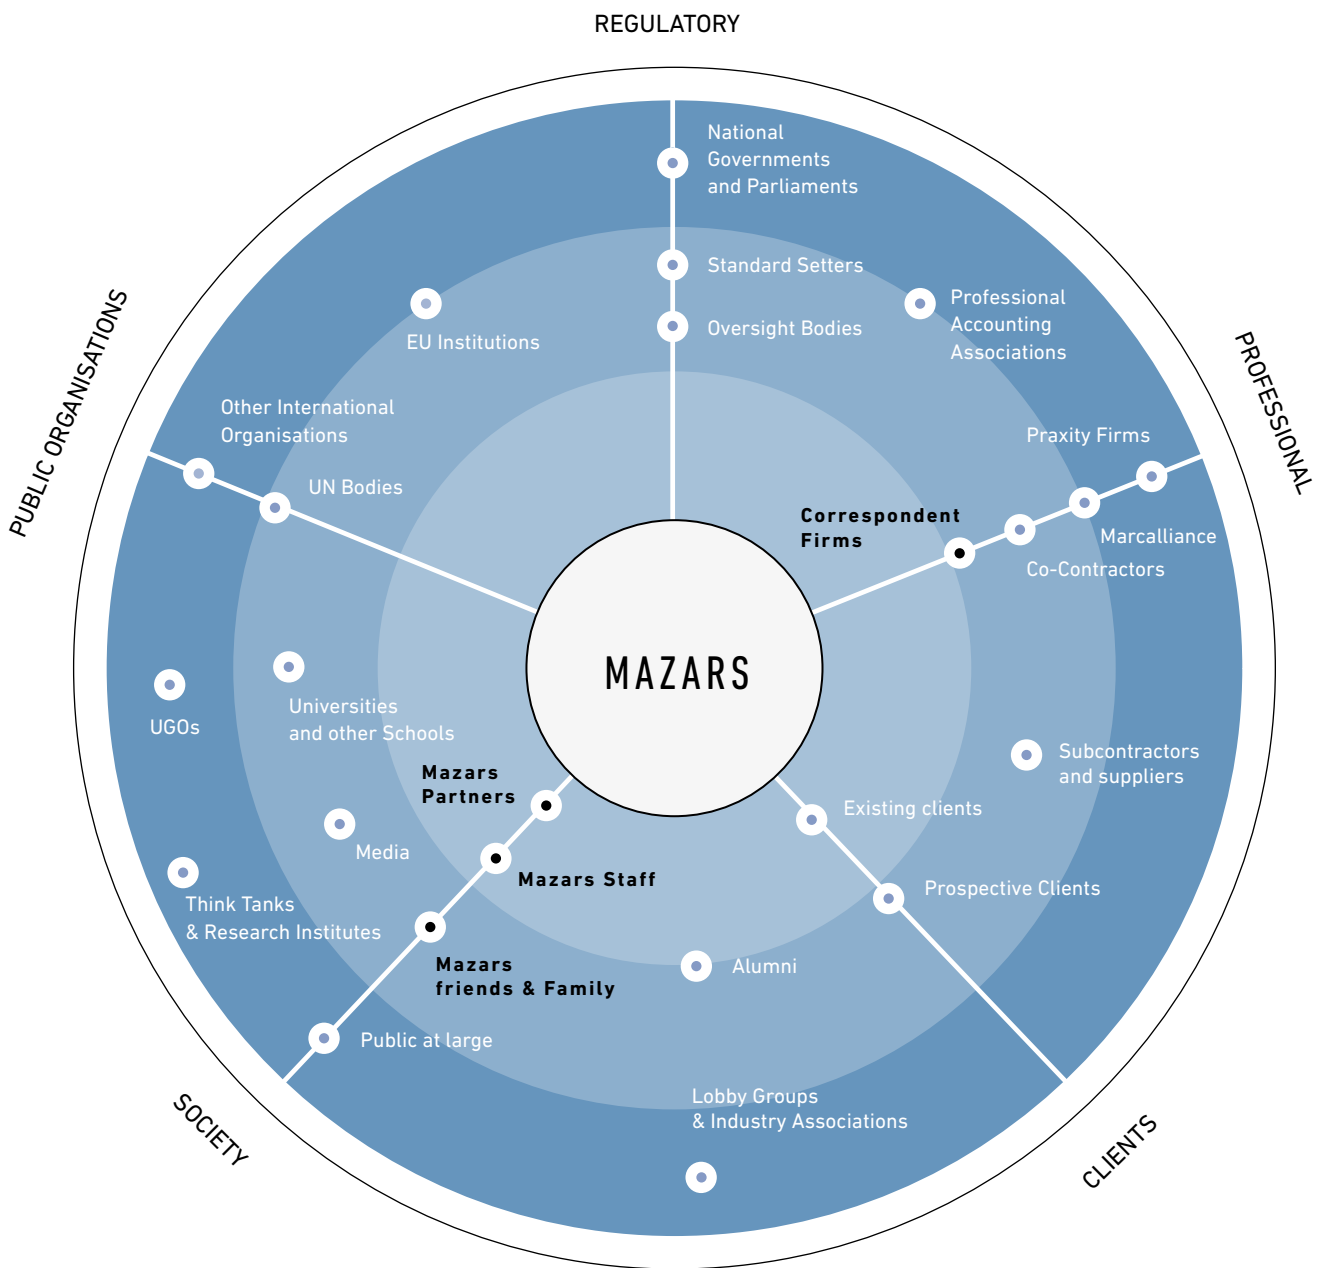 REGULATORY
National
Governments
and Parliaments
Standard Setters
Oversight Bodies
Professional
Accounting
Associations
EU Institutions
PUBLIC ORGANISATIONS
PROFESSIONAL
Other International
Organisations
UN Bodies
Praxity Firms
Marcalliance
Co-Contractors
Correspondent
Firms
MAZARS
UGOs
Universities
and other Schools
Mazars
Partners
Subcontractors
and suppliers
Existing clients
Media
Mazars Staff
Prospective Clients
Think Tanks
& Research Institutes
Mazars
friends & Family
Alumni
Public at large
Lobby Groups
& Industry Associations
SOCIETY
CLIENTS